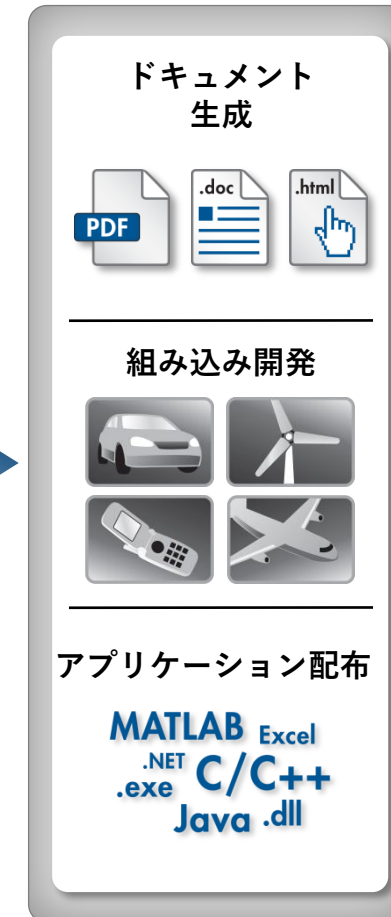 ドキュメント
生成
PDF .doc .html
組み込み開発
アプリケーション配布
MATLAB Excel
.NET C/C++
.exe
Java .dll